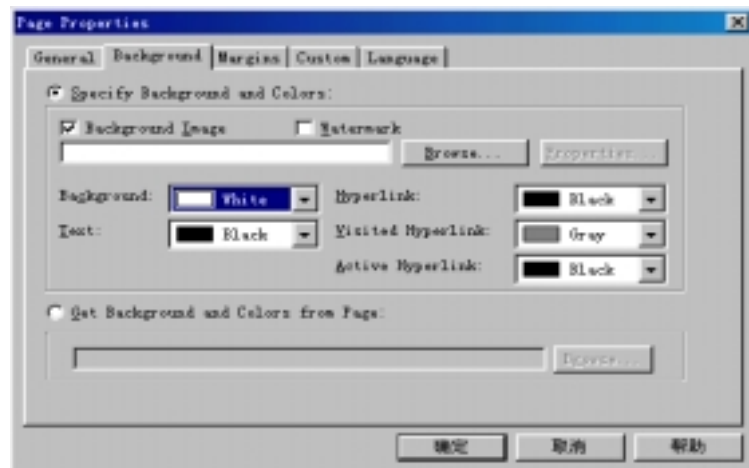 Page Properties
General Background Margins Custom Language
Specify Background and Colors:
Background Image Watermark
Browse... Properties...
Background: White Hyperlink: Black
Text: Black Visited Hyperlink: Gray
Active Hyperlink: Black
Get Background and Colors from Page:
Browse...
确定 取消 帮助